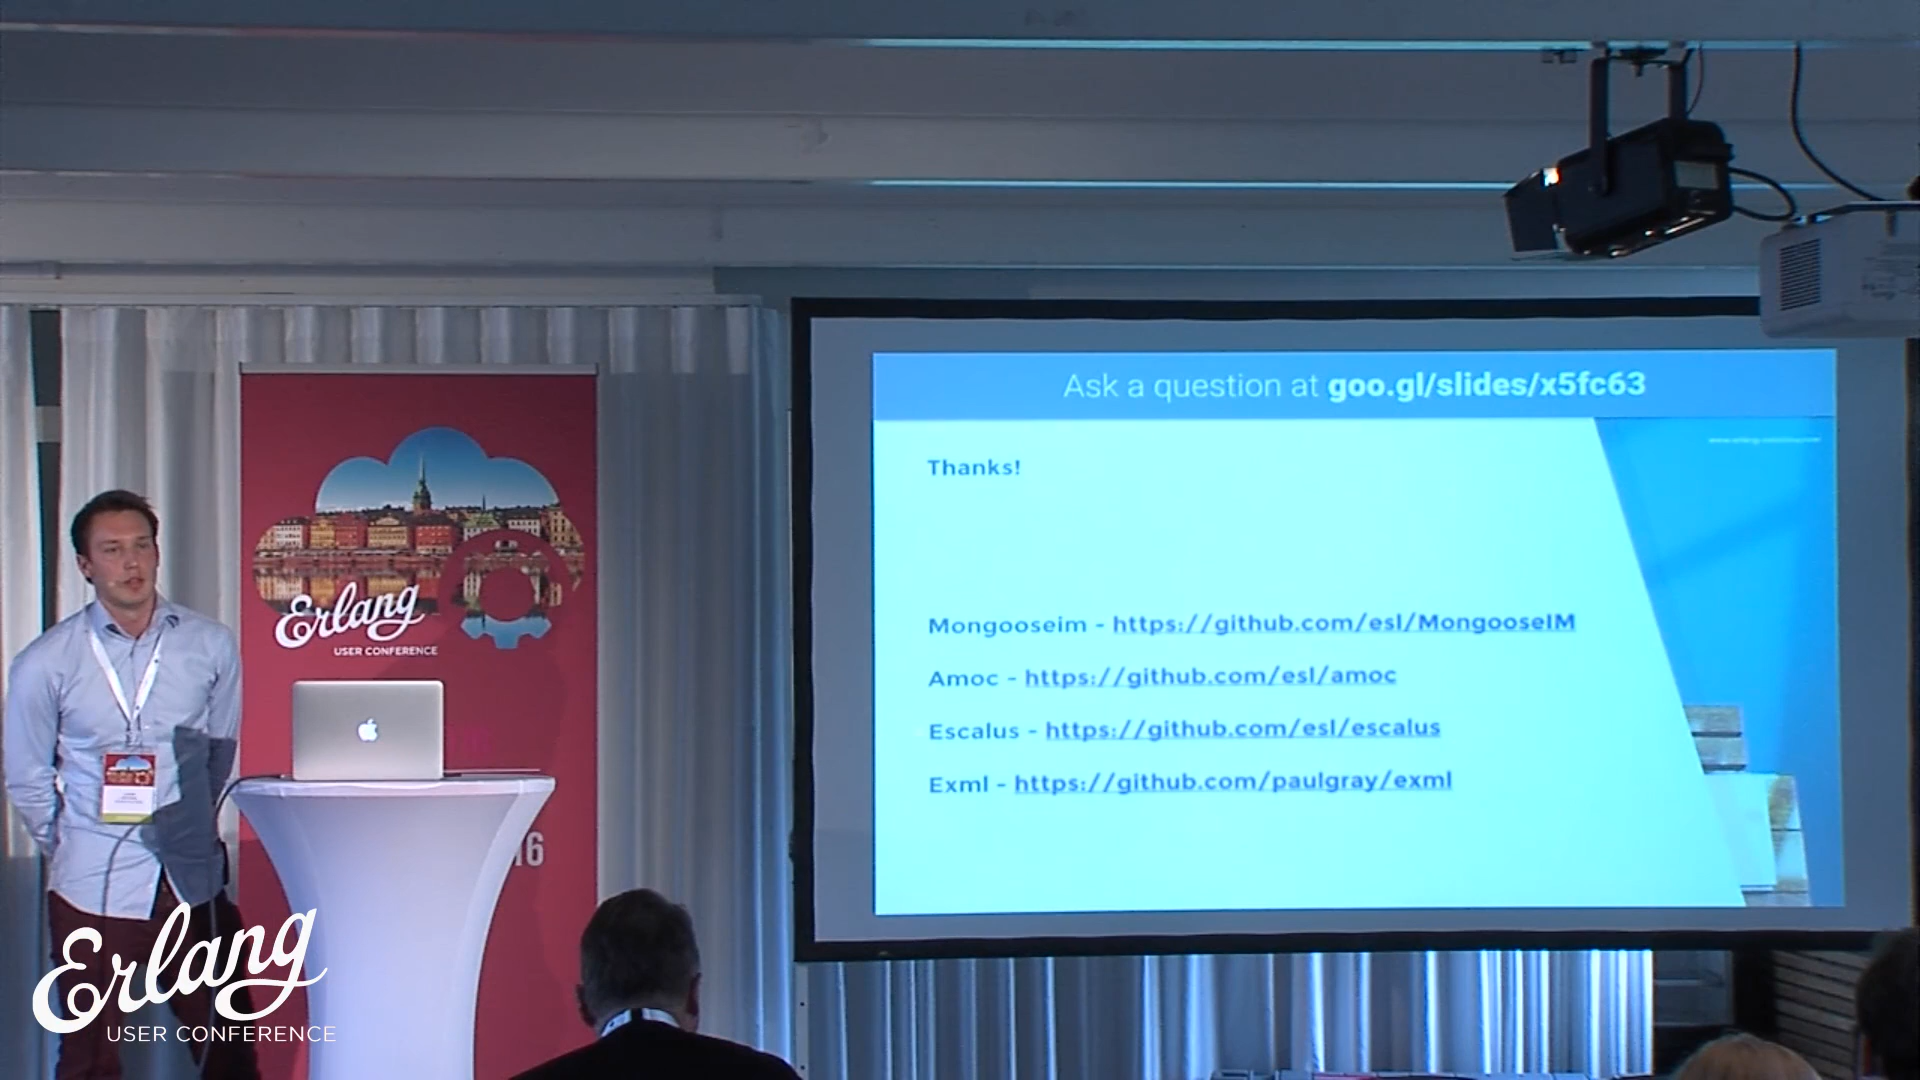 Ask a question at goo.gl/slides/x5fc63
Thanks!
Mongooseim - https://github.com/esl/MongooseIM
Amoc - https://github.com/esl/amoc
Escalus - https://github.com/esl/escalus
Exml - https://github.com/paulgray/exml
Erlang
USER CONFERENCE
16
Erlang
USER CONFERENCE